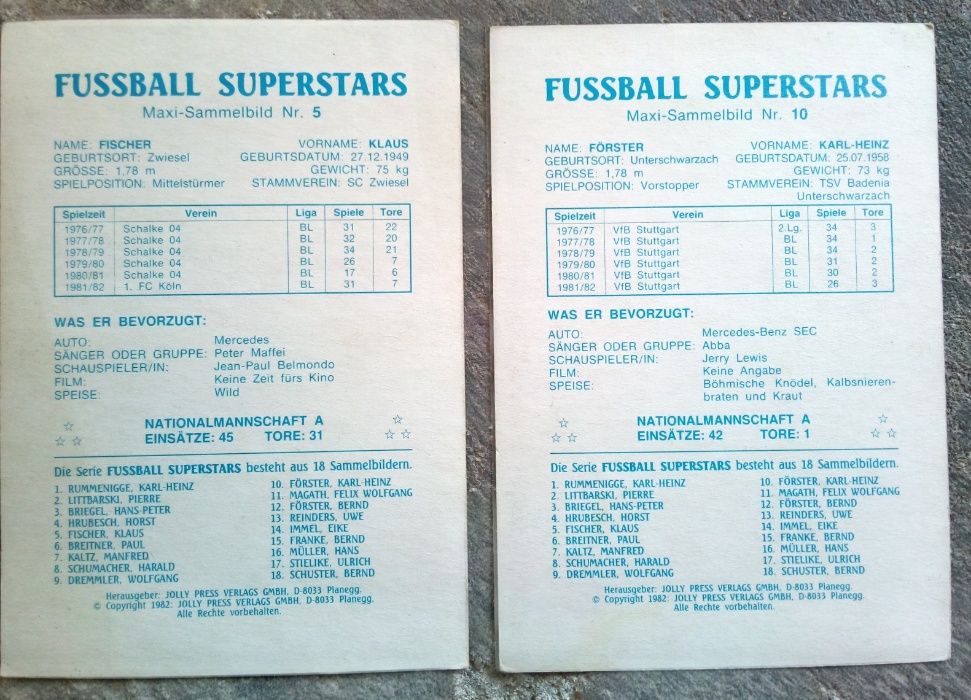 FUSSBALL SUPERSTARS
Maxi-Sammelbild Nr. 5
NAME: FISCHER VORNAME: KLAUS
GEBURTSORT: Zwiesel GEBURTSDATUM: 27.12.1949
GRÖSSE: 1,78 m GEWICHT: 75 kg
SPIELPOSITION: Mittelstürmer STAMMVEREIN: SC Zwiesel
Spielzeit Verein Liga Spiele Tore
1976/77 Schalke 04 BL 31 22
1977/78 Schalke 04 BL 32 20
1978/79 Schalke 04 BL 34 21
1979/80 Schalke 04 BL 26 7
1980/81 Schalke 04 BL 17 6
1981/82 1. FC Köln BL 31 7
WAS ER BEVORZUGT:
AUTO: Mercedes
SÄNGER ODER GRUPPE: Peter Maffei
SCHAUSPIELER/IN: Jean-Paul Belmondo
FILM: Keine Zeit fürs Kino
SPEISE: Wild
NATIONALMANNSCHAFT A
EINSÄTZE: 45 TORE: 31
Die Serie FUSSBALL SUPERSTARS besteht aus 18 Sammelbildern.
1. RUMMENIGGE, KARL-HEINZ 10. FÖRSTER, KARL-HEINZ
2. LITTBARSKI, PIERRE 11. MAGATH, FELIX WOLFGANG
3. BRIEGEL, HANS-PETER 12. FÖRSTER, BERND
4. HRUBESCH, HORST 13. REINDERS, UWE
5. FISCHER, KLAUS 14. IMMEL, EIKE
6. BREITNER, PAUL 15. FRANKE, BERND
7. KALTZ, MANFRED 16. MÜLLER, HANS
8. SCHUMACHER, HARALD 17. STIELIKE, ULRICH
9. DREMMLER, WOLFGANG 18. SCHUSTER, BERND
Herausgeber: JOLLY PRESS VERLAGS GMBH, D-8033 Planegg.
© Copyright 1982: JOLLY PRESS VERLAGS GMBH, D-8033 Planegg.
Alle Rechte vorbehalten.
FUSSBALL SUPERSTARS
Maxi-Sammelbild Nr. 10
NAME: FÖRSTER VORNAME: KARL-HEINZ
GEBURTSORT: Unterschwarzach GEBURTSDATUM: 25.07.1958
GRÖSSE: 1,78 m GEWICHT: 73 kg
SPIELPOSITION: Vorstopper STAMMVEREIN: TSV Badenia
Unterschwarzach
Spielzeit Verein Liga Spiele Tore
1976/77 VfB Stuttgart 2.Lg. 34 3
1977/78 VfB Stuttgart BL 34 1
1978/79 VfB Stuttgart BL 34 2
1979/80 VfB Stuttgart BL 31 2
1980/81 VfB Stuttgart BL 30 2
1981/82 VfB Stuttgart BL 26 3
WAS ER BEVORZUGT:
AUTO: Mercedes-Benz SEC
SÄNGER ODER GRUPPE: Abba
SCHAUSPIELER/IN: Jerry Lewis
FILM: Keine Angabe
SPEISE: Böhmische Knödel, Kalbsnieren-
braten und Kraut
NATIONALMANNSCHAFT A
EINSÄTZE: 42 TORE: 1
Die Serie FUSSBALL SUPERSTARS besteht aus 18 Sammelbildern.
1. RUMMENIGGE, KARL-HEINZ 10. FÖRSTER, KARL-HEINZ
2. LITTBARSKI, PIERRE 11. MAGATH, FELIX WOLFGANG
3. BRIEGEL, HANS-PETER 12. FÖRSTER, BERND
4. HRUBESCH, HORST 13. REINDERS, UWE
5. FISCHER, KLAUS 14. IMMEL, EIKE
6. BREITNER, PAUL 15. FRANKE, BERND
7. KALTZ, MANFRED 16. MÜLLER, HANS
8. SCHUMACHER, HARALD 17. STIELIKE, ULRICH
9. DREMMLER, WOLFGANG 18. SCHUSTER, BERND
Herausgeber: JOLLY PRESS VERLAGS GMBH, D-8033 Planegg.
© Copyright 1982: JOLLY PRESS VERLAGS GMBH, D-8033 Planegg.
Alle Rechte vorbehalten.